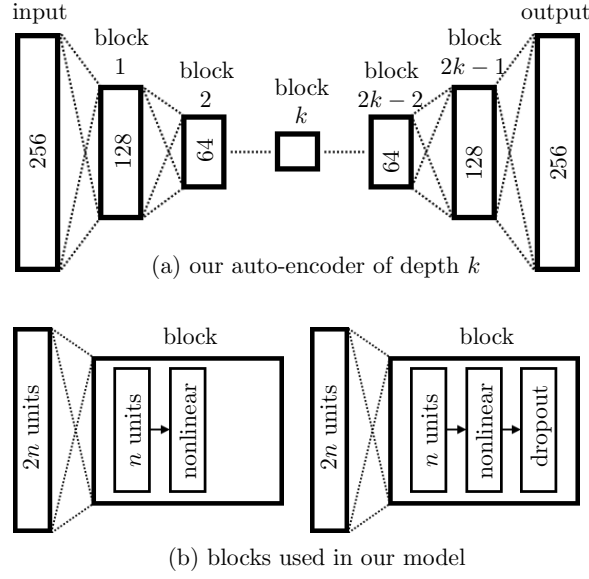 input
output
block
1
block
2
block
k
block
2k − 2
block
2k − 1
256
128
64
64
128
256
(a) our auto-encoder of depth k
block
2n units
n units
nonlinear
block
2n units
n units
nonlinear
dropout
(b) blocks used in our model